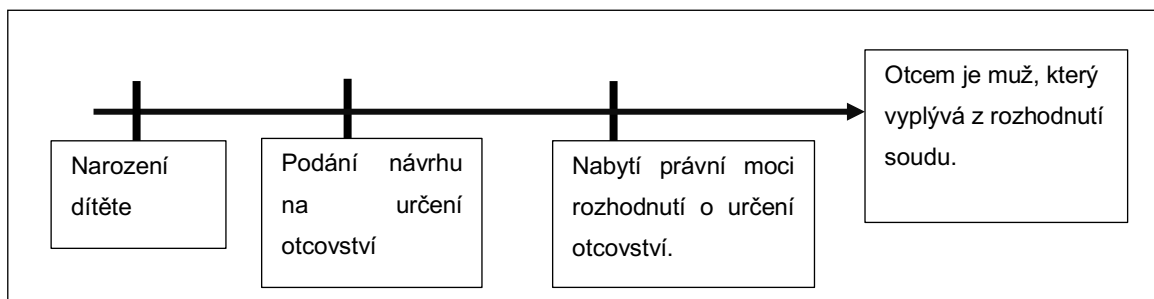 Narození
dítěte
Podání návrhu
na určení
otcovství
Nabytí právní moci
rozhodnutí o určení
otcovství.
Otcem je muž, který
vyplývá z rozhodnutí
soudu.